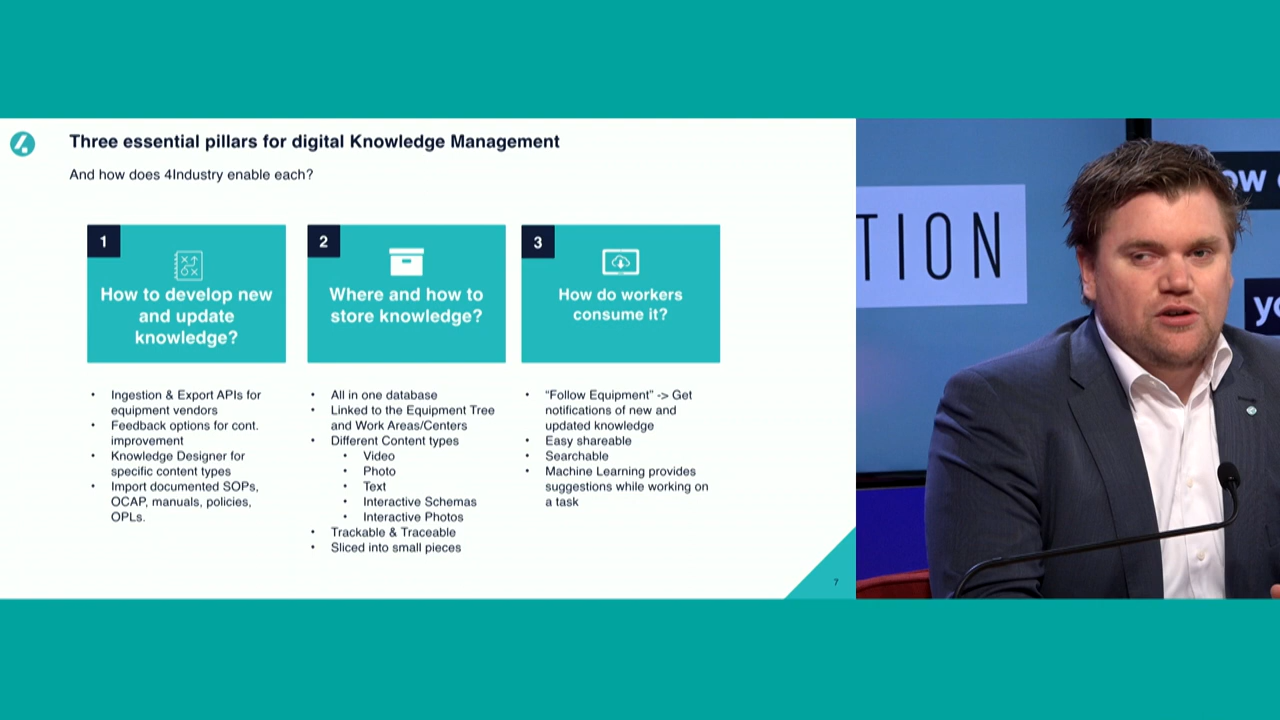 Three essential pillars for digital Knowledge Management
And how does 4Industry enable each?
1
How to develop new
and update
knowledge?
• Ingestion & Export APIs for
equipment vendors
• Feedback options for cont.
improvement
• Knowledge Designer for
specific content types
• Import documented SOPs,
OCAP, manuals, policies,
OPLs.
2
Where and how to
store knowledge?
• All in one database
• Linked to the Equipment Tree
and Work Areas/Centers
• Different Content types
• Video
• Photo
• Text
• Interactive Schemas
• Interactive Photos
• Trackable & Traceable
• Sliced into small pieces
3
How do workers
consume it?
• “Follow Equipment” -> Get
notifications of new and
updated knowledge
• Easy shareable
• Searchable
• Machine Learning provides
suggestions while working on
a task
7
TION
ow
yo